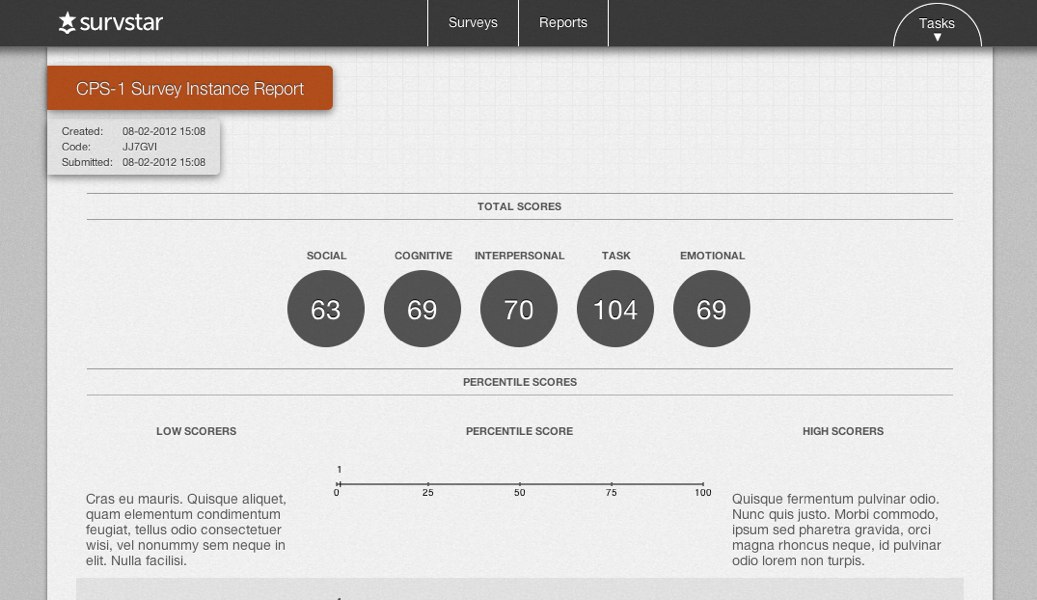 survstar
Surveys
Reports
Tasks
CPS-1 Survey Instance Report
Created: 08-02-2012 15:08
Code: JJ7GVI
Submitted: 08-02-2012 15:08
TOTAL SCORES
SOCIAL COGNITIVE INTERPERSONAL TASK EMOTIONAL
63 69 70 104 69
PERCENTILE SCORES
LOW SCORERS PERCENTILE SCORE HIGH SCORERS
1
0 25 50 75 100
Cras eu mauris. Quisque aliquet,
quam elementum condimentum
feugiat, tellus odio consectetuer
wisi, vel nonummy sem neque in
elit. Nulla facilisi.
Quisque fermentum pulvinar odio.
Nunc quis justo. Morbi commodo,
ipsum sed pharetra gravida, orci
magna rhoncus neque, id pulvinar
odio lorem non turpis.